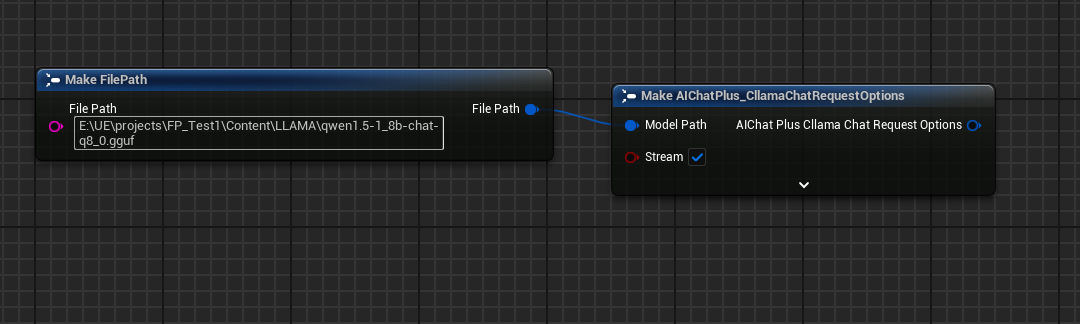 Make FilePath
File Path
E:\UE\projects\FP_Test1\Content\LLAMA\qwen1.5-1_8b-chat-
q8_0.gguf
File Path
Make AIChatPlus_CllamaChatRequestOptions
Model Path
AIChat Plus Cllama Chat Request Options
Stream